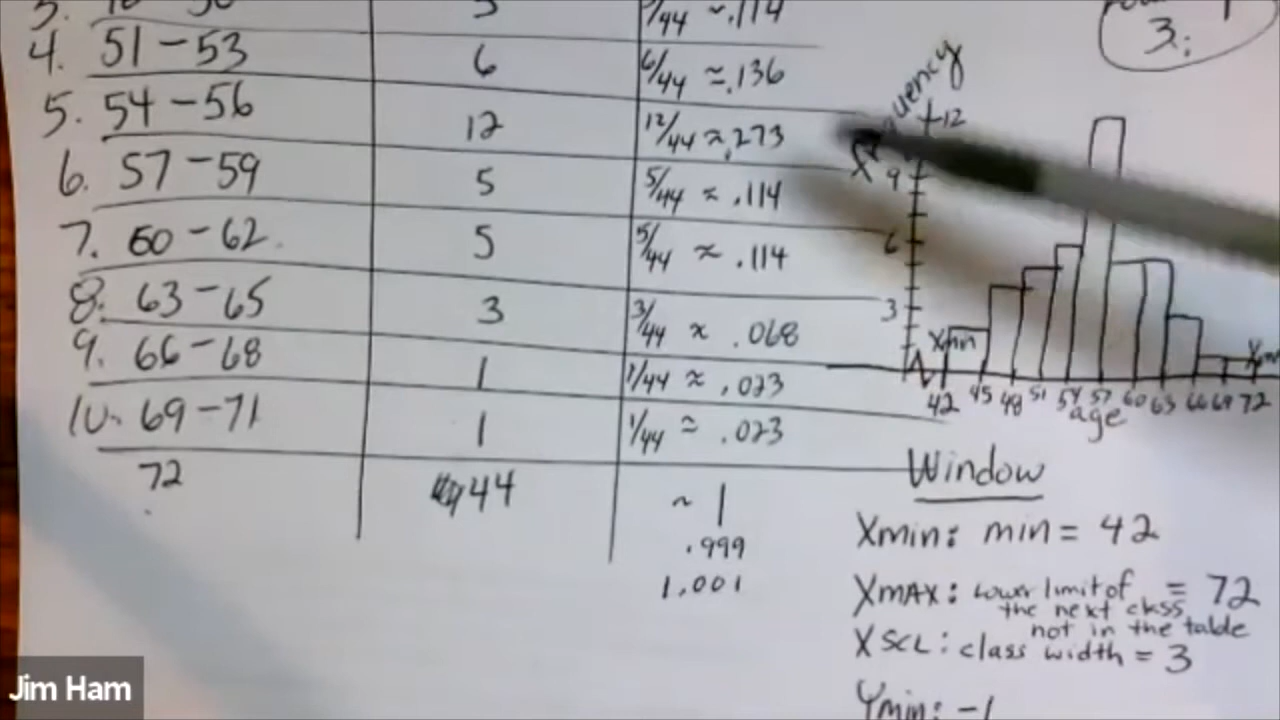 4. 51-53 6 6/44 ≈.136
5. 54-56 12 12/44 ≈.273
6. 57-59 5 5/44 ≈ .114
7. 60-62 5 5/44 ≈ .114
8. 63-65 3 3/44 ≈ .068
9. 66-68 1 1/44 ≈ .023
10. 69-71 1 1/44 ≈ .023
72 44 ~ 1
.999
1.001
3:
12
9
6
3
Xmin
42 45 48 51 54 57 60 63 66 69 72
age
Window
Xmin: min = 42
XMAX: Lower limit of = 72
the next class
not in the table
XSCL: class width = 3
Ymin: -1
Jim Ham